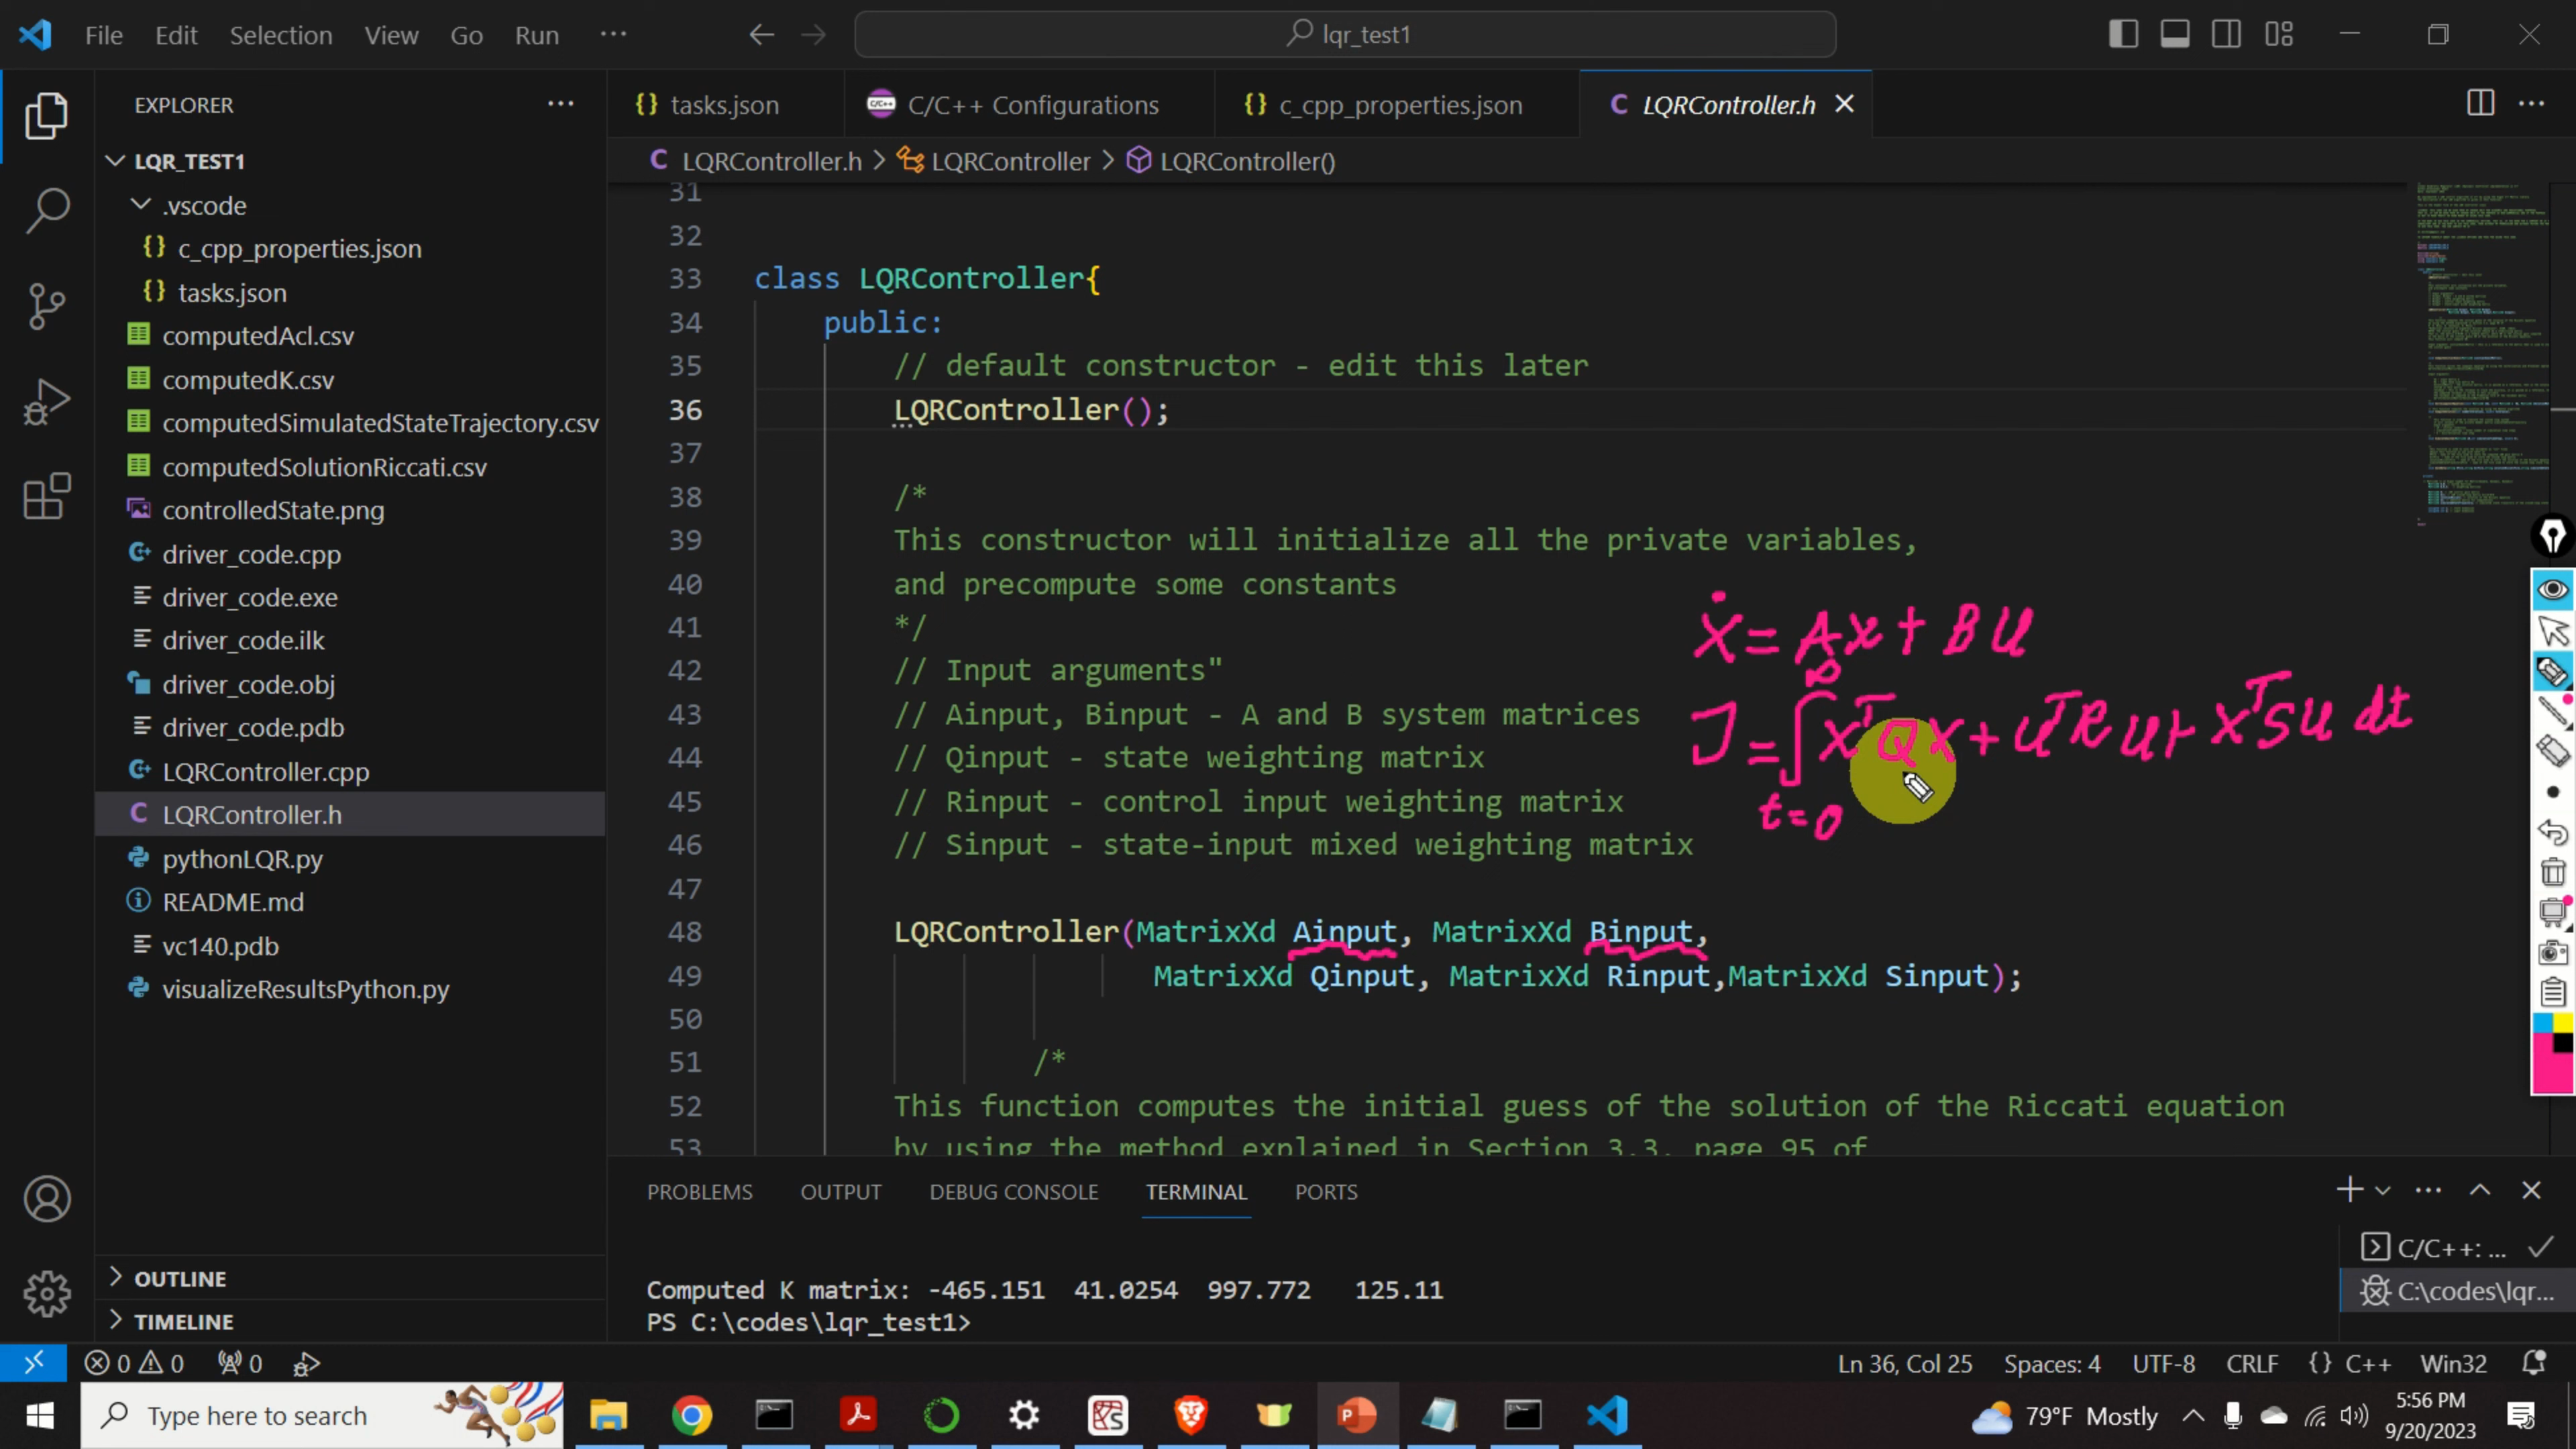 File Edit Selection View Go Run ··· lqr_test1
EXPLORER ···
LQR_TEST1
.vscode
{} c_cpp_properties.json
{} tasks.json
computedAcl.csv
computedK.csv
computedSimulatedStateTrajectory.csv
computedSolutionRiccati.csv
controlledState.png
driver_code.cpp
driver_code.exe
driver_code.ilk
driver_code.obj
driver_code.pdb
LQRController.cpp
C LQRController.h
pythonLQR.py
README.md
vc140.pdb
visualizeResultsPython.py
OUTLINE
TIMELINE
{} tasks.json C/C++ Configurations {} c_cpp_properties.json C LQRController.h
C LQRController.h > LQRController > LQRController()
31
32
33 class LQRController{
34 public:
35 // default constructor - edit this later
36 LQRController();
37
38 /*
39 This constructor will initialize all the private variables,
40 and precompute some constants
41 */
42 // Input arguments"
43 // Ainput, Binput - A and B system matrices
44 // Qinput - state weighting matrix
45 // Rinput - control input weighting matrix
46 // Sinput - state-input mixed weighting matrix
47
48 LQRController(MatrixXd Ainput, MatrixXd Binput,
49 MatrixXd Qinput, MatrixXd Rinput,MatrixXd Sinput);
50
51 /*
52 This function computes the initial guess of the solution of the Riccati equation
53 by using the method explained in Section 3.3, page 95 of
Ẋ = Ax + Bu
J = ∫ x^T Q x + u^T R u + x^T S u dt
∞
t=0
PROBLEMS OUTPUT DEBUG CONSOLE TERMINAL PORTS
Computed K matrix: -465.151 41.0254 997.772 125.11
PS C:\codes\lqr_test1>
C/C++: ...
C:\codes\lqr...
0 0 0 Ln 36, Col 25 Spaces: 4 UTF-8 CRLF {} C++ Win32
Type here to search
79°F Mostly
5:56 PM
9/20/2023